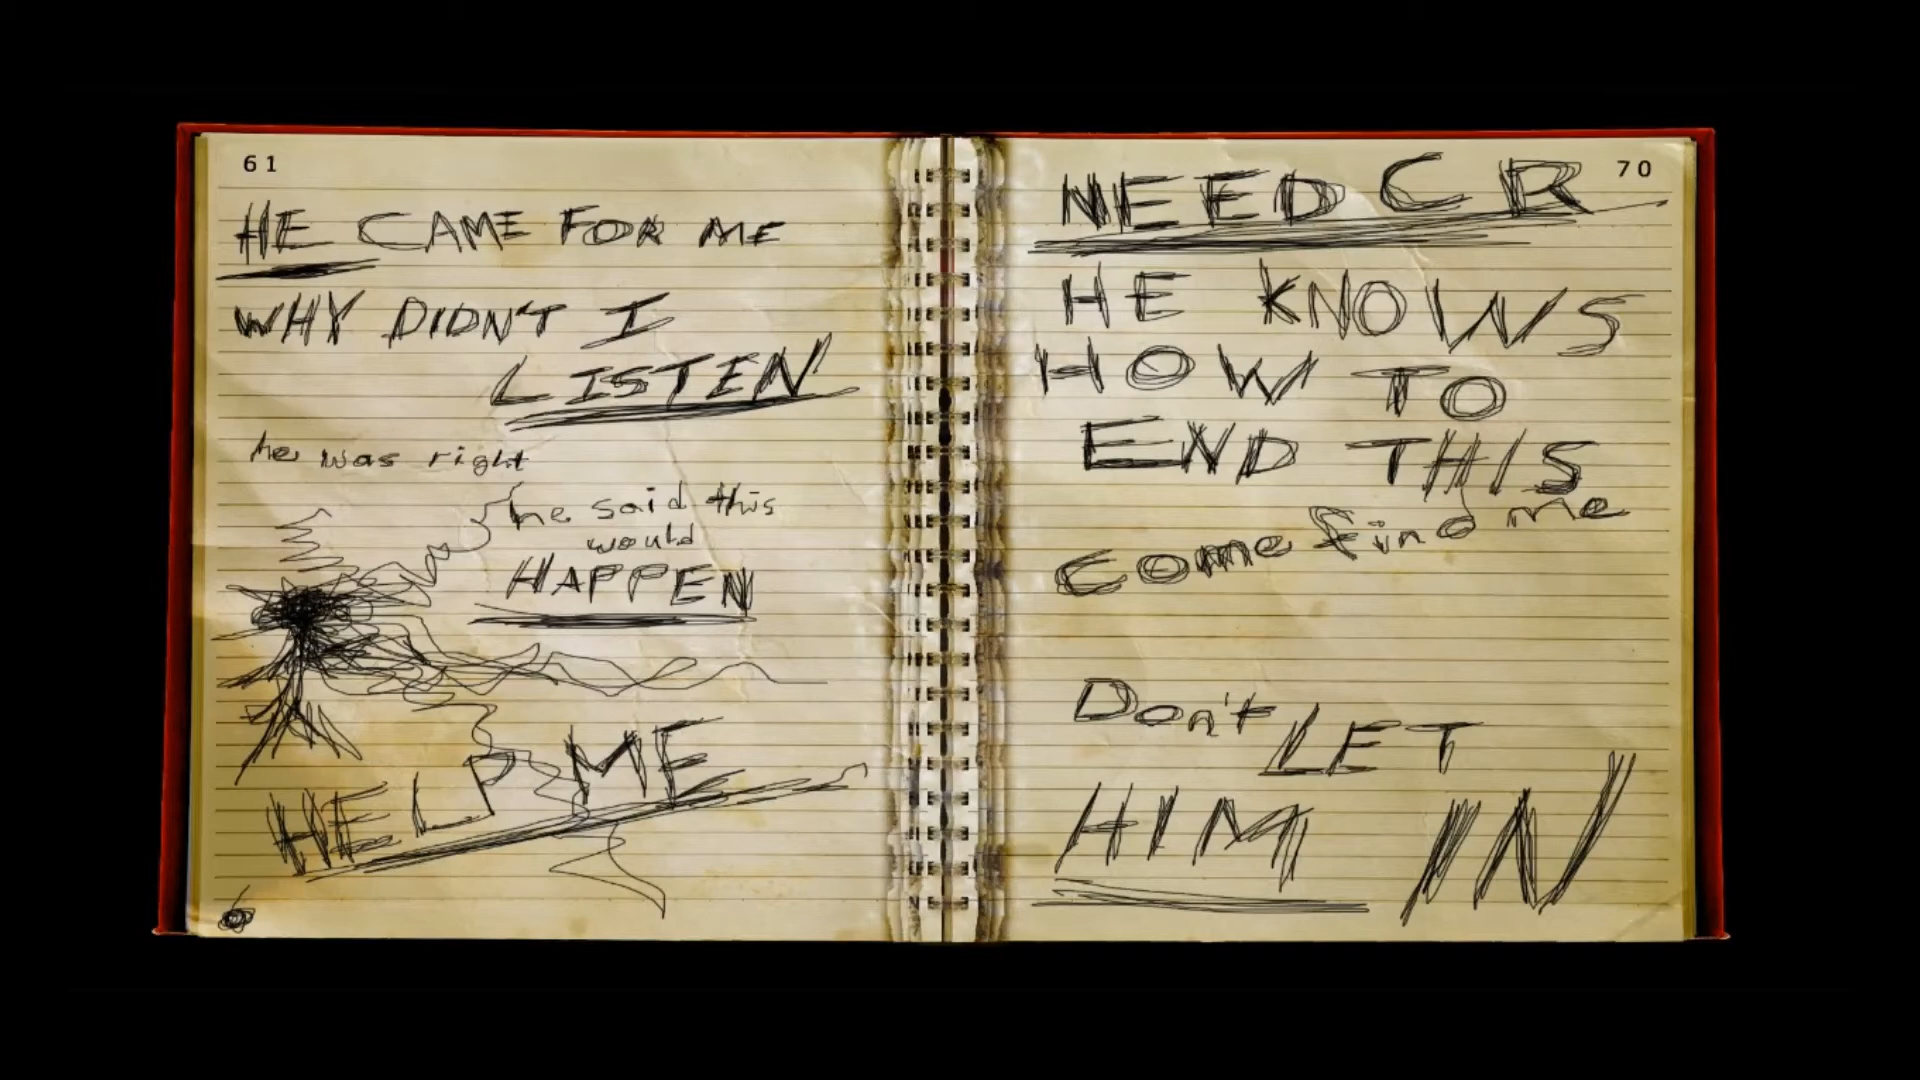 61
HE CAME FOR ME
WHY DIDN'T I
LISTEN
he was right
he said this
would
HAPPEN
HELP ME
70
NEED CR
HE KNOWS
HOW TO
END THIS
come find me
Don't LET
HIM IN